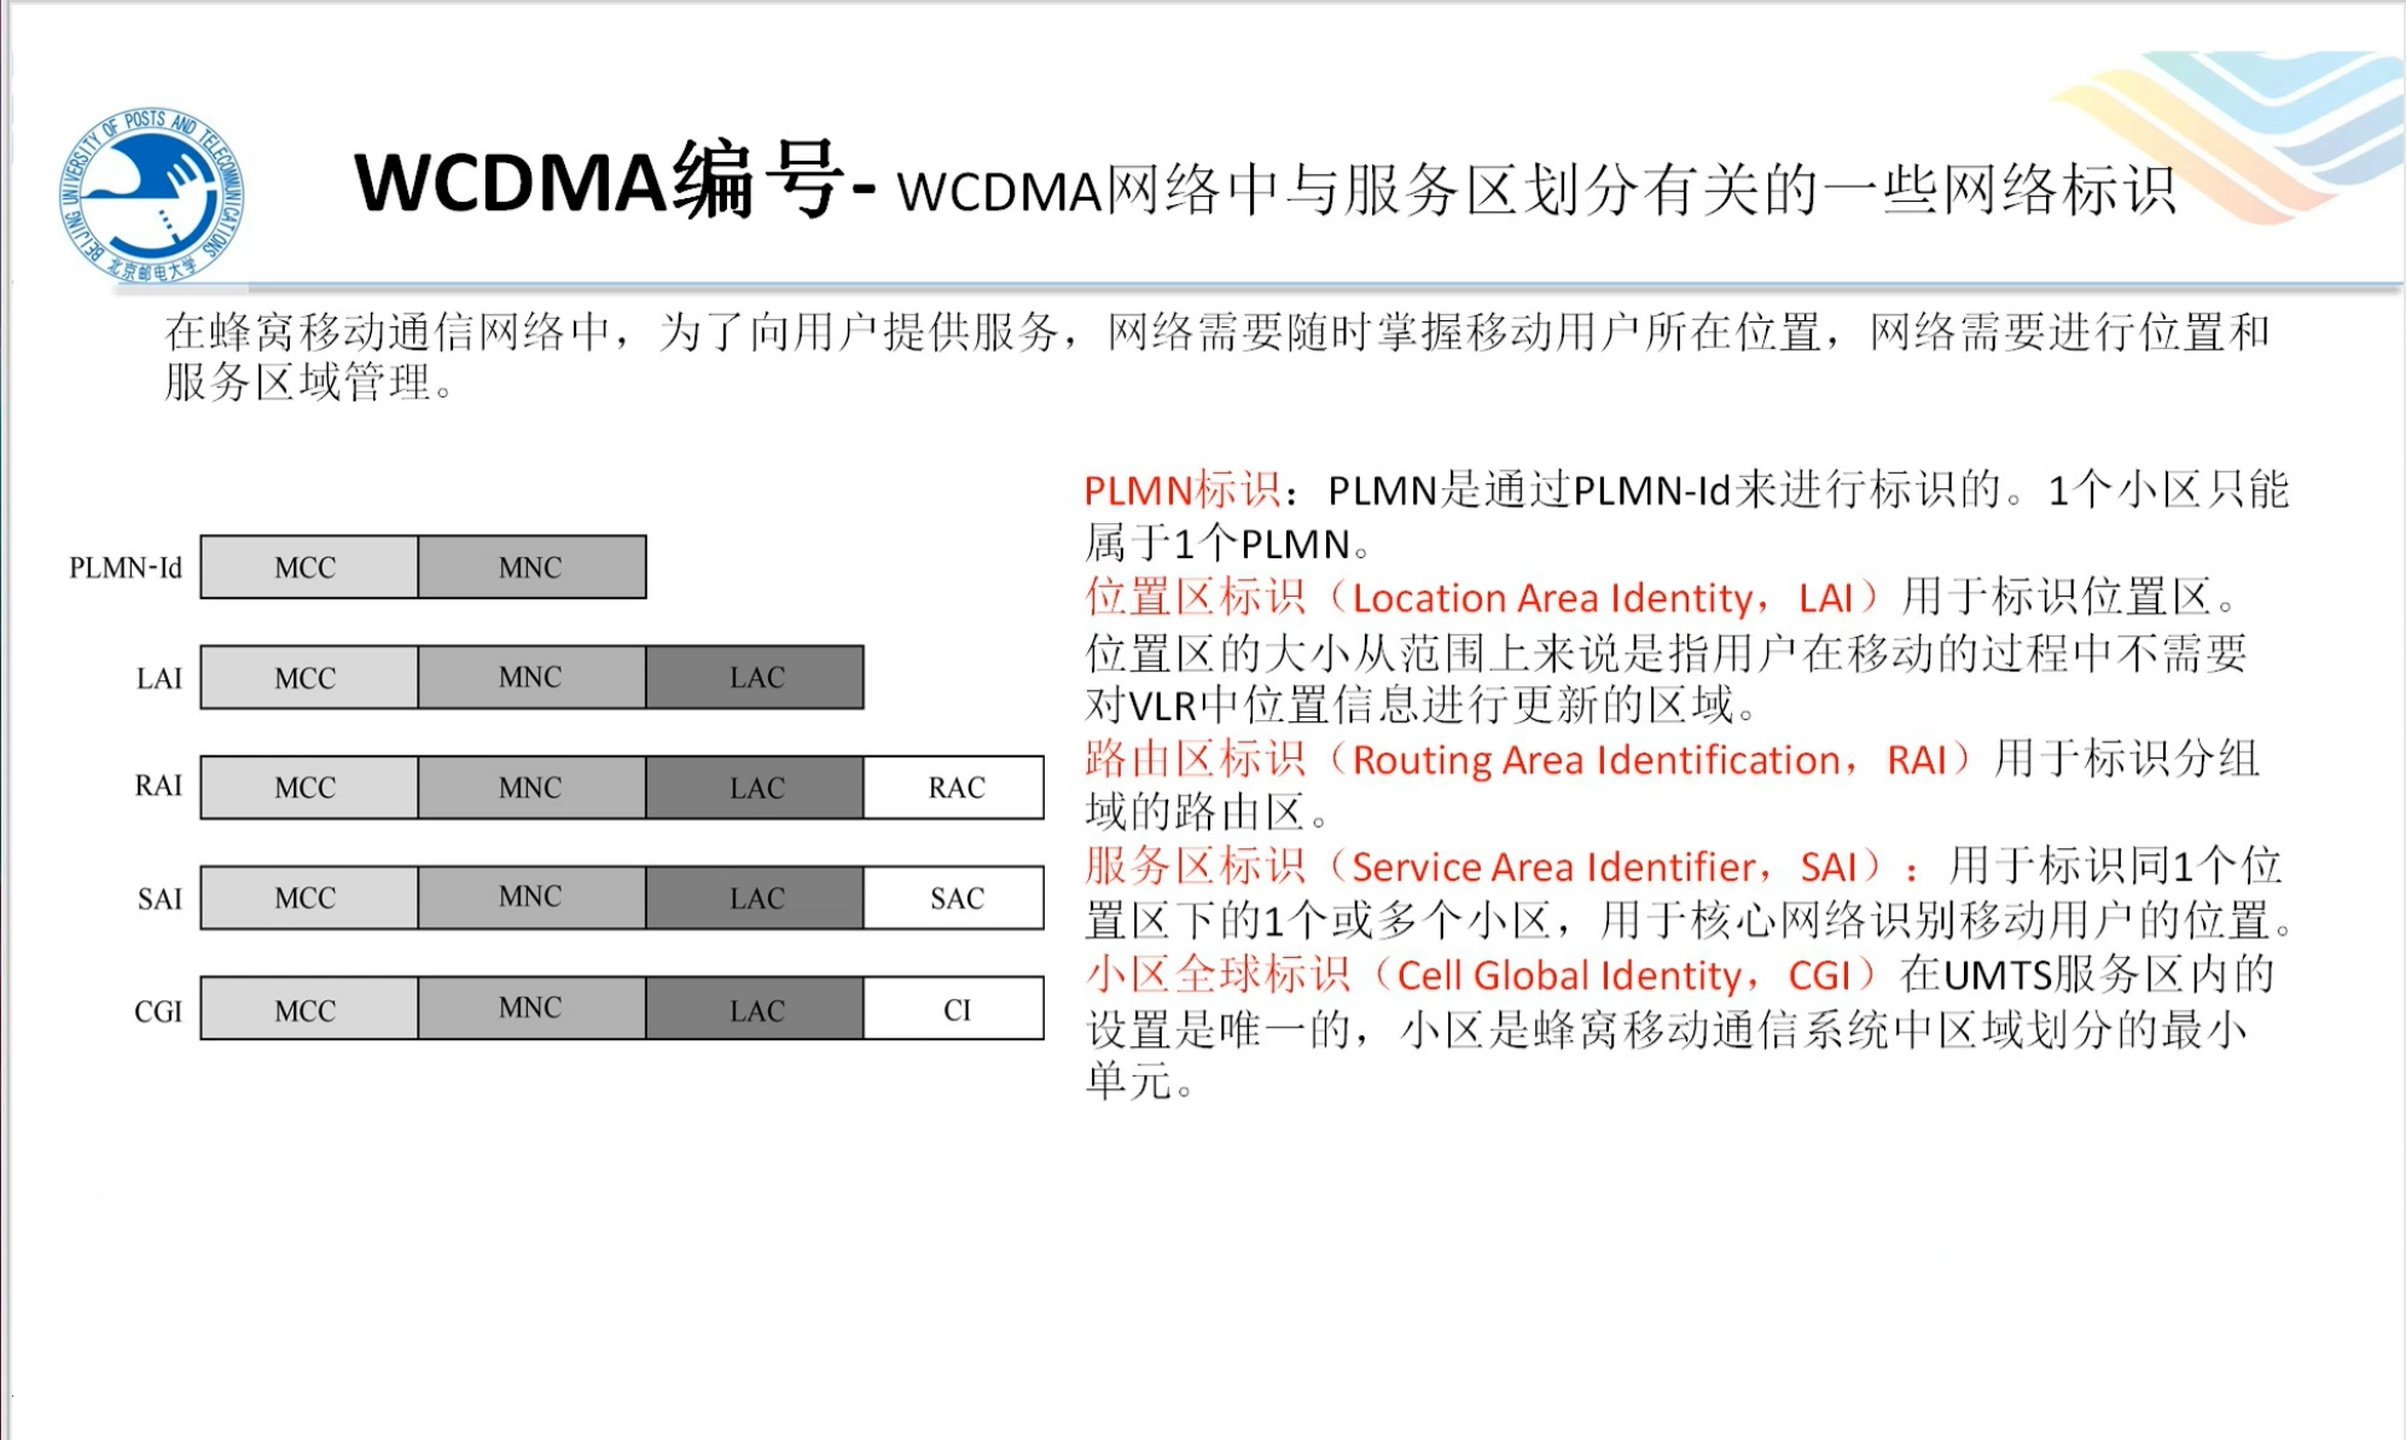 BEIJING UNIVERSITY OF POSTS AND TELECOMMUNICATIONS
北京邮电大学
WCDMA编号- WCDMA网络中与服务区划分有关的一些网络标识
在蜂窝移动通信网络中，为了向用户提供服务，网络需要随时掌握移动用户所在位置，网络需要进行位置和
服务区域管理。
PLMN-Id MCC MNC
LAI MCC MNC LAC
RAI MCC MNC LAC RAC
SAI MCC MNC LAC SAC
CGI MCC MNC LAC CI
PLMN标识：PLMN是通过PLMN-Id来进行标识的。1个小区只能
属于1个PLMN。
位置区标识（Location Area Identity，LAI）用于标识位置区。
位置区的大小从范围上来说是指用户在移动的过程中不需要
对VLR中位置信息进行更新的区域。
路由区标识（Routing Area Identification，RAI）用于标识分组
域的路由区。
服务区标识（Service Area Identifier，SAI）：用于标识同1个位
置区下的1个或多个小区，用于核心网络识别移动用户的位置。
小区全球标识（Cell Global Identity，CGI）在UMTS服务区内的
设置是唯一的，小区是蜂窝移动通信系统中区域划分的最小
单元。